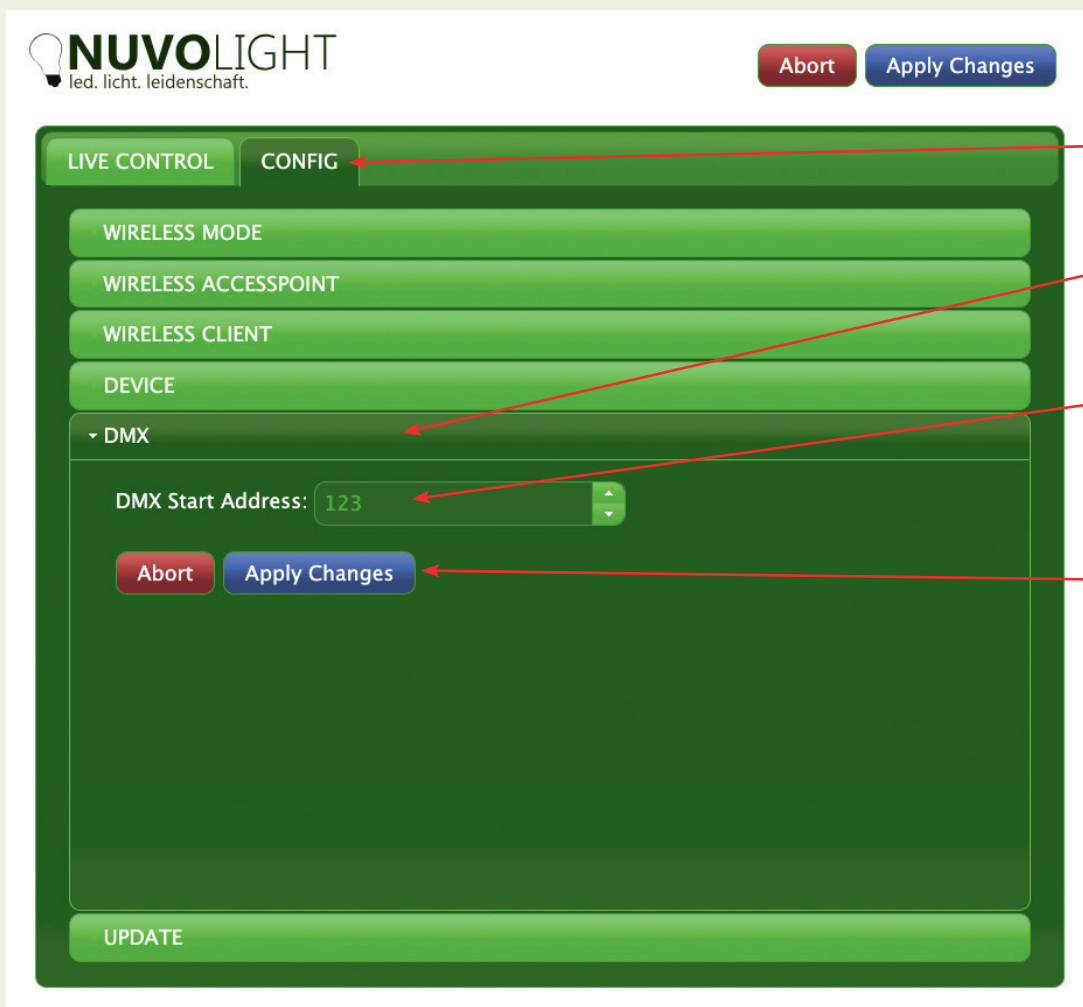 NUVOLIGHT
led. licht. leidenschaft.
Abort Apply Changes
LIVE CONTROL CONFIG
WIRELESS MODE
WIRELESS ACCESSPOINT
WIRELESS CLIENT
DEVICE
DMX
DMX Start Address: 123
Abort Apply Changes
UPDATE